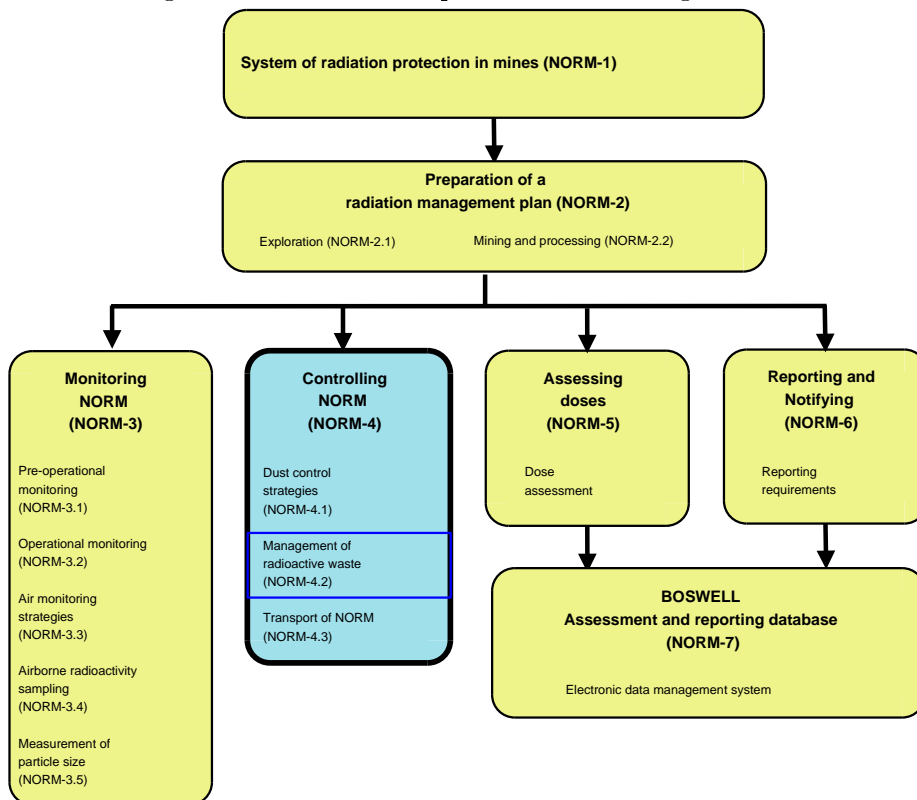 System of radiation protection in mines (NORM-1)
Preparation of a
radiation management plan (NORM-2)
Exploration (NORM-2.1)
Mining and processing (NORM-2.2)
Monitoring
NORM
(NORM-3)
Pre-operational
monitoring
(NORM-3.1)
Operational monitoring
(NORM-3.2)
Air monitoring
strategies
(NORM-3.3)
Airborne radioactivity
sampling
(NORM-3.4)
Measurement of
particle size
(NORM-3.5)
Controlling
NORM
(NORM-4)
Dust control
strategies
(NORM-4.1)
Management of
radioactive waste
(NORM-4.2)
Transport of NORM
(NORM-4.3)
Assessing
doses
(NORM-5)
Dose
assessment
Reporting and
Notifying
(NORM-6)
Reporting
requirements
BOSWELL
Assessment and reporting database
(NORM-7)
Electronic data management system